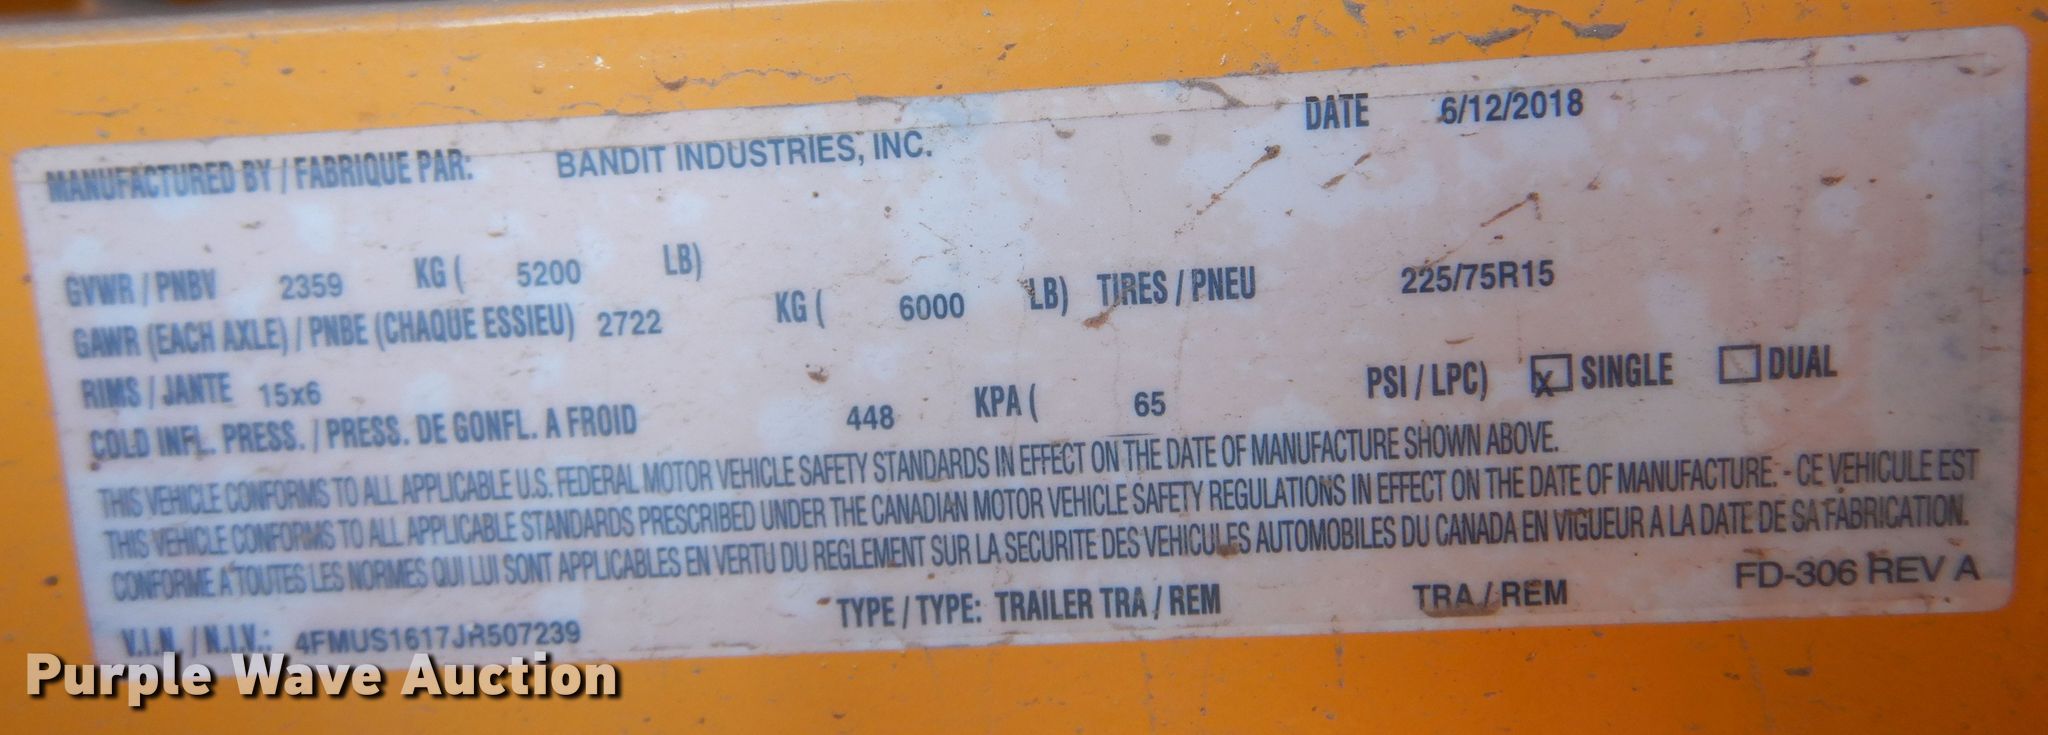 MANUFACTURED BY / FABRIQUE PAR: BANDIT INDUSTRIES, INC. DATE 6/12/2018
GVWR / PNBV 2359 KG ( 5200 LB)
GAWR (EACH AXLE) / PNBE (CHAQUE ESSIEU) 2722 KG ( 6000 LB) TIRES / PNEU 225/75R15
RIMS / JANTE 15x6
COLD INFL. PRESS. / PRESS. DE GONFL. A FROID 448 KPA ( 65 PSI / LPC) X SINGLE DUAL
THIS VEHICLE CONFORMS TO ALL APPLICABLE U.S. FEDERAL MOTOR VEHICLE SAFETY STANDARDS IN EFFECT ON THE DATE OF MANUFACTURE SHOWN ABOVE.
THIS VEHICLE CONFORMS TO ALL APPLICABLE STANDARDS PRESCRIBED UNDER THE CANADIAN MOTOR VEHICLE SAFETY REGULATIONS IN EFFECT ON THE DATE OF MANUFACTURE. - CE VEHICULE EST
CONFORME A TOUTES LES NORMES QUI LUI SONT APPLICABLES EN VERTU DU REGLEMENT SUR LA SECURITE DES VEHICULES AUTOMOBILES DU CANADA EN VIGUEUR A LA DATE DE SA FABRICATION.
V.I.N. / N.I.V.: 4FMUS1617JR507239 TYPE / TYPE: TRAILER TRA / REM TRA / REM FD-306 REV A
Purple Wave Auction